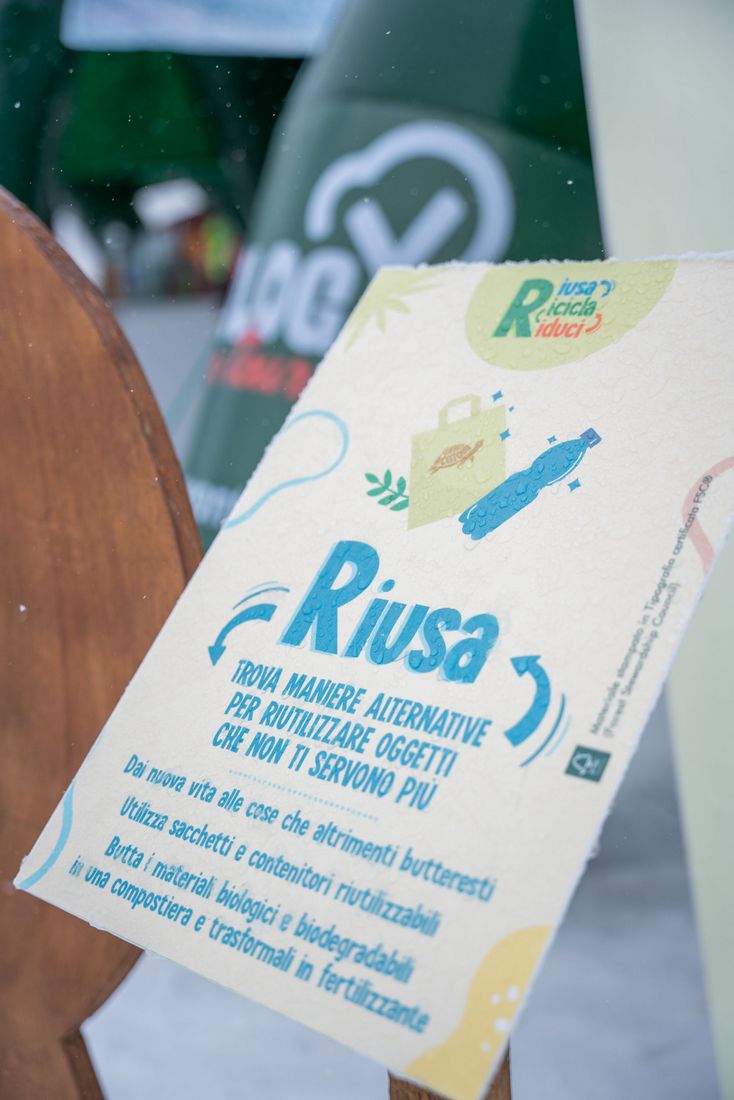 Riusa
Ricicla
Riduci
Riusa
TROVA MANIERE ALTERNATIVE
PER RIUTILIZZARE OGGETTI
CHE NON TI SERVONO PIÙ
Dai nuova vita alle cose che altrimenti butteresti
Utilizza sacchetti e contenitori riutilizzabili
Butta i materiali biologici e biodegradabili
in una compostiera e trasformali in fertilizzante
Materiale stampato in Tipografia certificata FSC®
(Forest Stewardship Council).